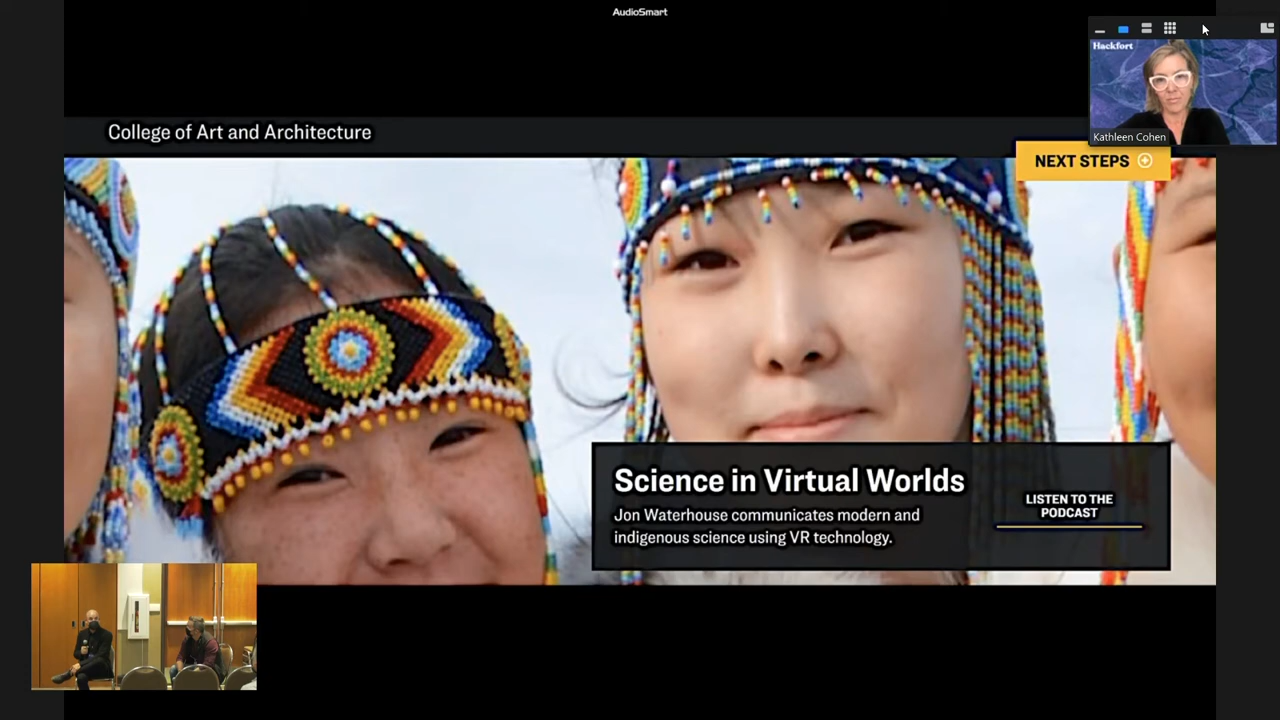 AudioSmart
Hackfort
Kathleen Cohen
College of Art and Architecture
NEXT STEPS
Science in Virtual Worlds
Jon Waterhouse communicates modern and
indigenous science using VR technology.
LISTEN TO THE
PODCAST